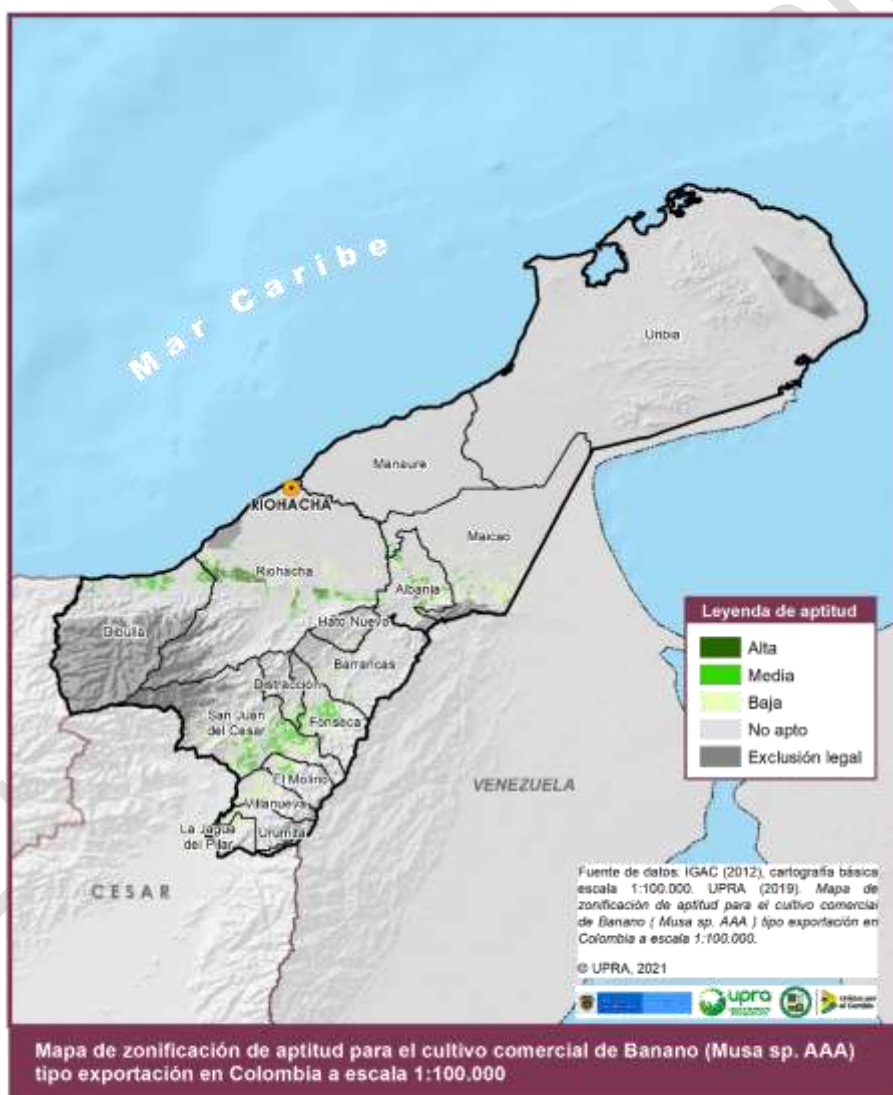 Mar Caribe
Uribia
Manaure
RIOHACHA
Maicao
Riohacha
Albania
Dibulla
Hato Nuevo
Barrancas
Distracción
San Juan
del Cesar
Fonseca
El Molino
Villanueva
La Jagua
del Pilar
Urumita
VENEZUELA
CESAR
Leyenda de aptitud
Alta
Media
Baja
No apto
Exclusión legal
Fuente de datos: IGAC (2012), cartografía básica
escala 1:100.000. UPRA (2019). Mapa de
zonificación de aptitud para el cultivo comercial
de Banano ( Musa sp. AAA ) tipo exportación en
Colombia a escala 1:100.000.
© UPRA, 2021
upra
Mapa de zonificación de aptitud para el cultivo comercial de Banano (Musa sp. AAA)
tipo exportación en Colombia a escala 1:100.000